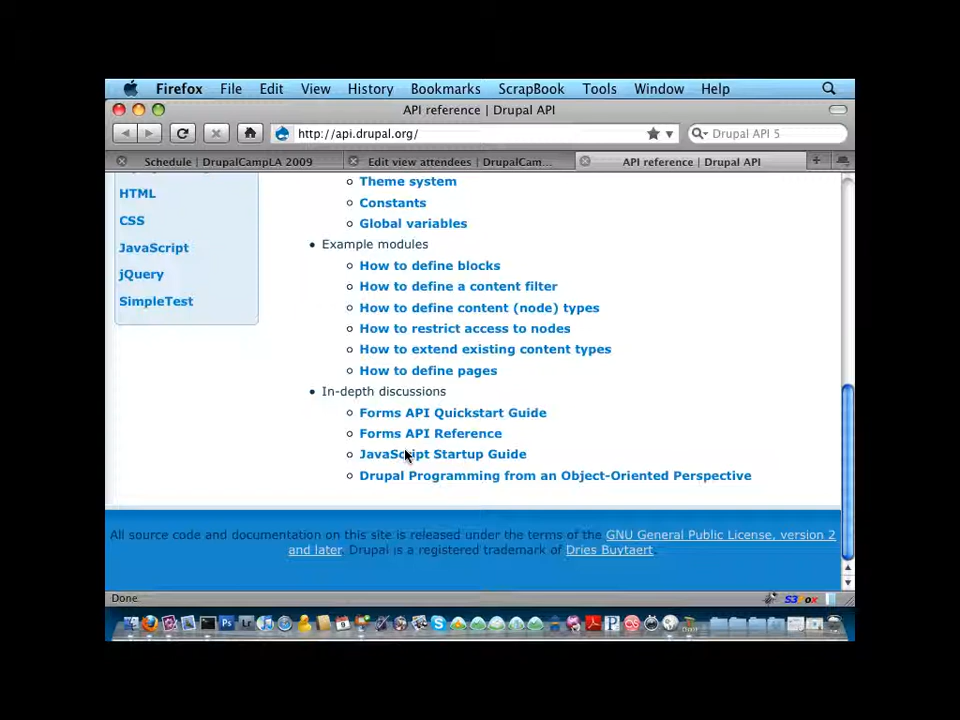 Firefox File Edit View History Bookmarks ScrapBook Tools Window Help
API reference | Drupal API
http://api.drupal.org/ Drupal API 5
Schedule | DrupalCampLA 2009 Edit view attendees | DrupalCam... API reference | Drupal API
Theme system
HTML
Constants
CSS
Global variables
JavaScript
Example modules
How to define blocks
jQuery
How to define a content filter
SimpleTest
How to define content (node) types
How to restrict access to nodes
How to extend existing content types
How to define pages
In-depth discussions
Forms API Quickstart Guide
Forms API Reference
JavaScript Startup Guide
Drupal Programming from an Object-Oriented Perspective
All source code and documentation on this site is released under the terms of the GNU General Public License, version 2
and later. Drupal is a registered trademark of Dries Buytaert.
Done
S3Fox
Ps Lr